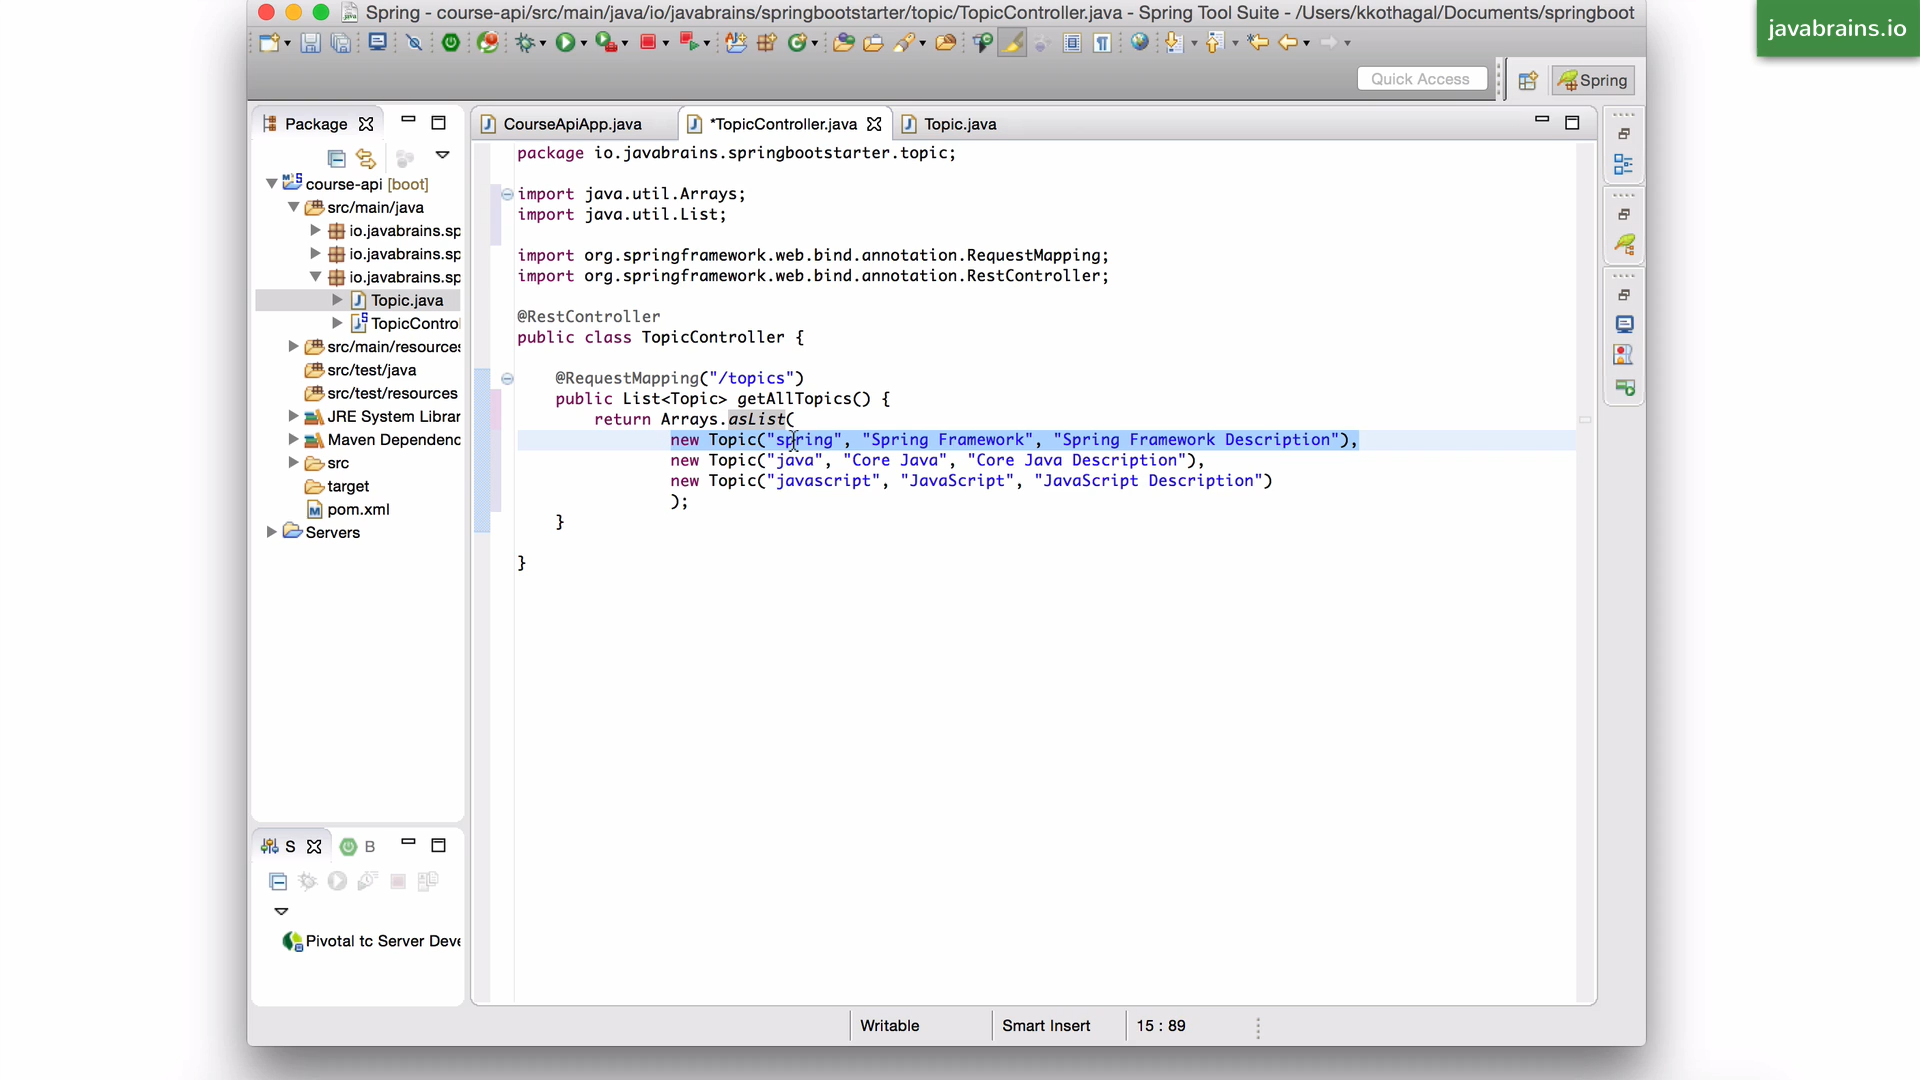 Spring - course-api/src/main/java/io/javabrains/springbootstarter/topic/TopicController.java - Spring Tool Suite - /Users/kkothagal/Documents/springboot
javabrains.io
Quick Access
Spring
Package
CourseApiApp.java
*TopicController.java
Topic.java
course-api [boot]
src/main/java
io.javabrains.sp
io.javabrains.sp
io.javabrains.sp
Topic.java
TopicContro
src/main/resources
src/test/java
src/test/resources
JRE System Librar
Maven Dependenc
src
target
pom.xml
Servers
package io.javabrains.springbootstarter.topic;
import java.util.Arrays;
import java.util.List;
import org.springframework.web.bind.annotation.RequestMapping;
import org.springframework.web.bind.annotation.RestController;
@RestController
public class TopicController {
@RequestMapping("/topics")
public List<Topic> getAllTopics() {
return Arrays.asList(
new Topic("spring", "Spring Framework", "Spring Framework Description"),
new Topic("java", "Core Java", "Core Java Description"),
new Topic("javascript", "JavaScript", "JavaScript Description")
);
}
}
S
B
Pivotal tc Server Deve
Writable
Smart Insert
15 : 89